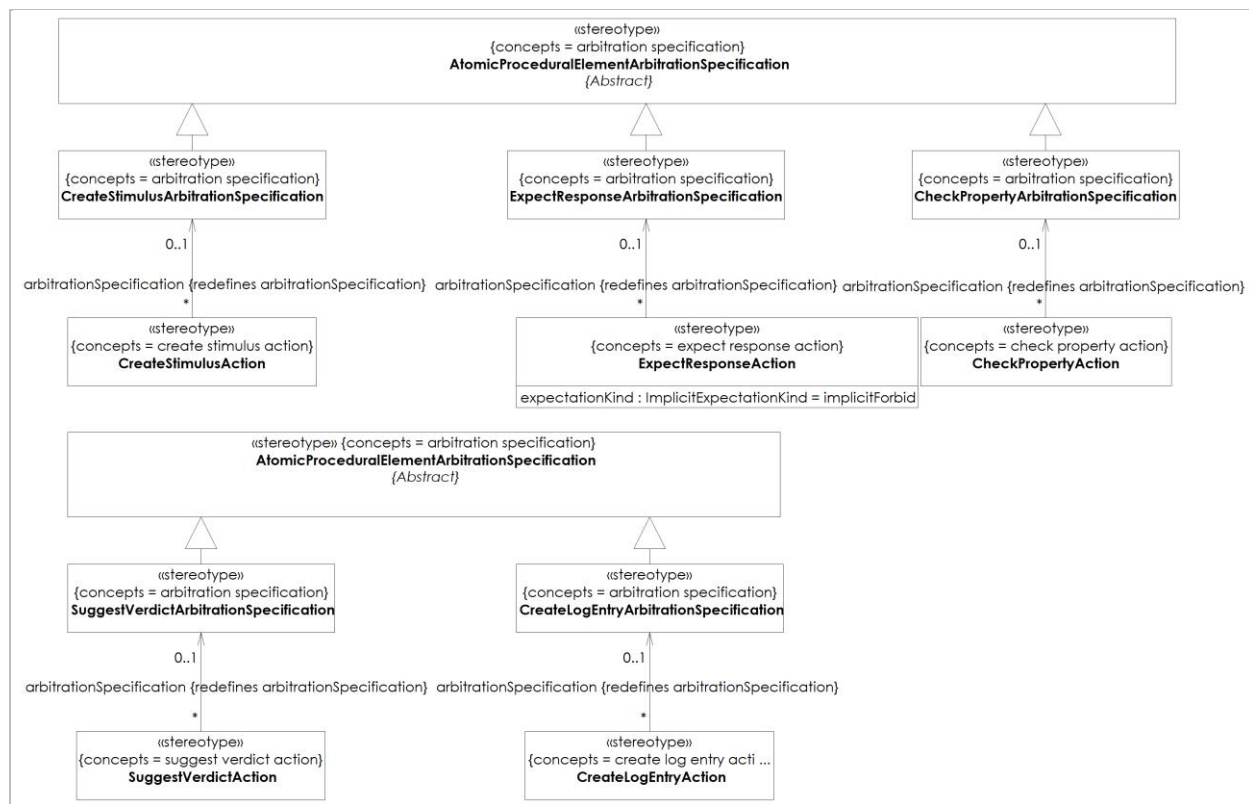 «stereotype»
{concepts = arbitration specification}
AtomicProceduralElementArbitrationSpecification
{Abstract}
«stereotype»
{concepts = arbitration specification}
CreateStimulusArbitrationSpecification
«stereotype»
{concepts = arbitration specification}
ExpectResponseArbitrationSpecification
«stereotype»
{concepts = arbitration specification}
CheckPropertyArbitrationSpecification
0..1
0..1
0..1
arbitrationSpecification {redefines arbitrationSpecification}
arbitrationSpecification {redefines arbitrationSpecification}
arbitrationSpecification {redefines arbitrationSpecification}
*
*
*
«stereotype»
{concepts = create stimulus action}
CreateStimulusAction
«stereotype»
{concepts = expect response action}
ExpectResponseAction
expectationKind : ImplicitExpectationKind = implicitForbid
«stereotype»
{concepts = check property action}
CheckPropertyAction
«stereotype» {concepts = arbitration specification}
AtomicProceduralElementArbitrationSpecification
{Abstract}
«stereotype»
{concepts = arbitration specification}
SuggestVerdictArbitrationSpecification
«stereotype»
{concepts = arbitration specification}
CreateLogEntryArbitrationSpecification
0..1
0..1
arbitrationSpecification {redefines arbitrationSpecification}
arbitrationSpecification {redefines arbitrationSpecification}
*
*
«stereotype»
{concepts = suggest verdict action}
SuggestVerdictAction
«stereotype»
{concepts = create log entry acti ...
CreateLogEntryAction